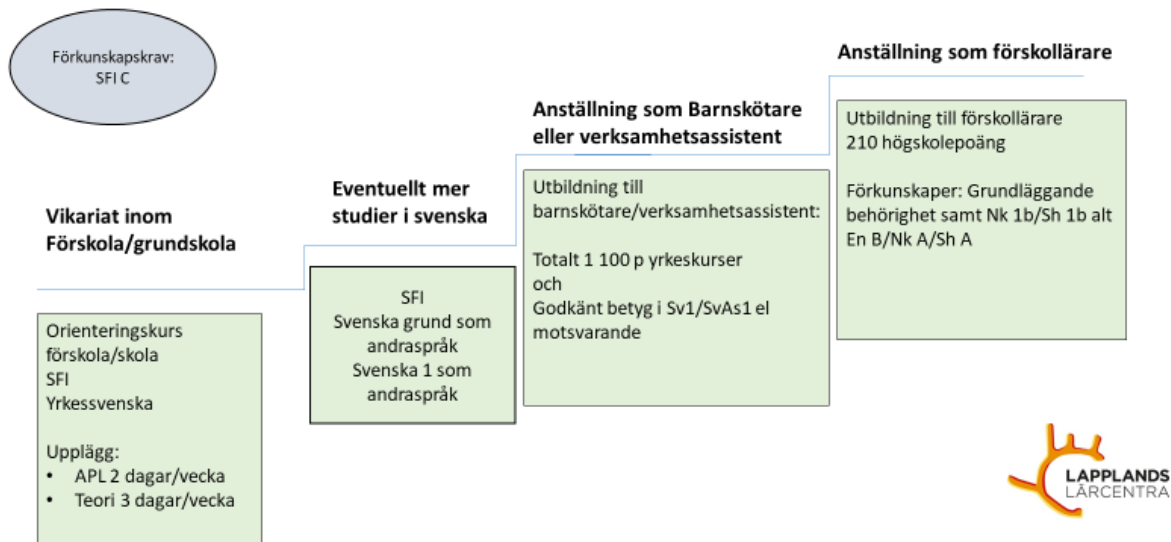 Förkunskapskrav:
SFI C
Vikariat inom
Förskola/grundskola
Orienteringskurs
förskola/skola
SFI
Yrkessvenska
Upplägg:
• APL 2 dagar/vecka
• Teori 3 dagar/vecka
Eventuellt mer
studier i svenska
SFI
Svenska grund som
andraspråk
Svenska 1 som
andraspråk
Anställning som Barnskötare
eller verksamhetsassistent
Utbildning till
barnskötare/verksamhetsassistent:
Totalt 1 100 p yrkeskurser
och
Godkänt betyg i Sv1/SvAs1 el
motsvarande
Anställning som förskollärare
Utbildning till förskollärare
210 högskolepoäng
Förkunskaper: Grundläggande
behörighet samt Nk 1b/Sh 1b alt
En B/Nk A/Sh A
LAPPLANDS
LÄRCENTRA